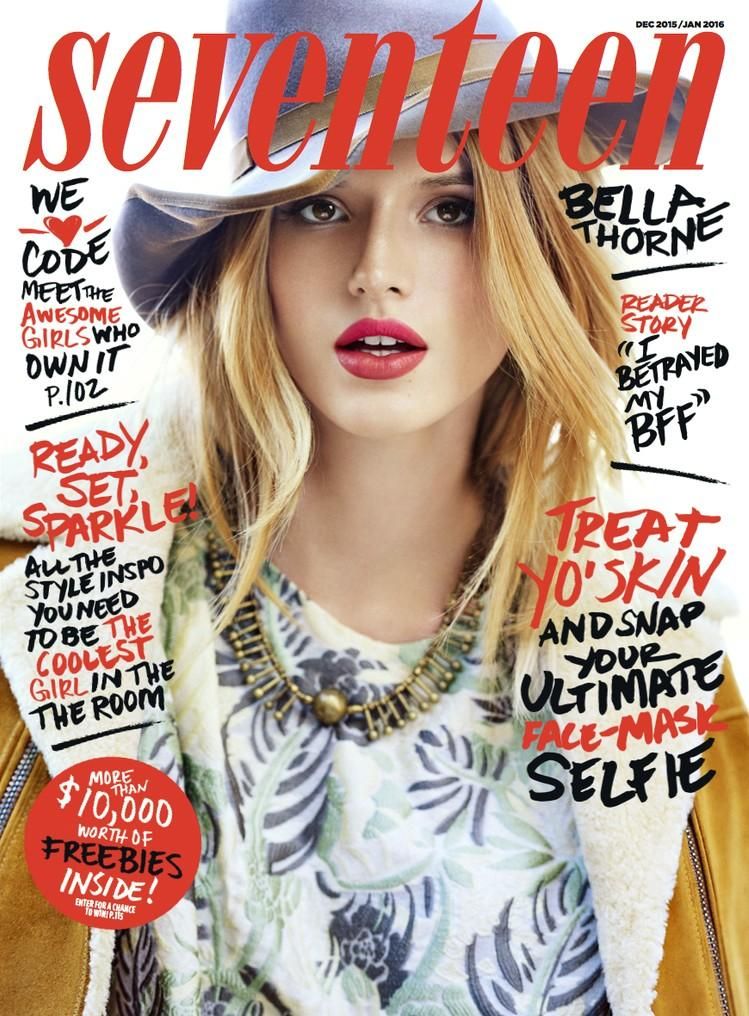 DEC 2015/JAN 2016
seventeen
WE
CODE
MEET THE
AWESOME
GIRLS WHO
OWN IT
P.102
READY,
SET,
SPARKLE!
ALL THE
STYLE INSPO
YOU NEED
TO BE THE
COOLEST
GIRL IN THE
THE ROOM
MORE
THAN
$10,000
WORTH OF
FREEBIES
INSIDE!
ENTER FOR A CHANCE
TO WIN! P.115
BELLA
THORNE
READER
STORY
"I
BETRAYED
MY
BFF"
TREAT
YO' SKIN
AND SNAP
YOUR
ULTIMATE
FACE-MASK
SELFIE